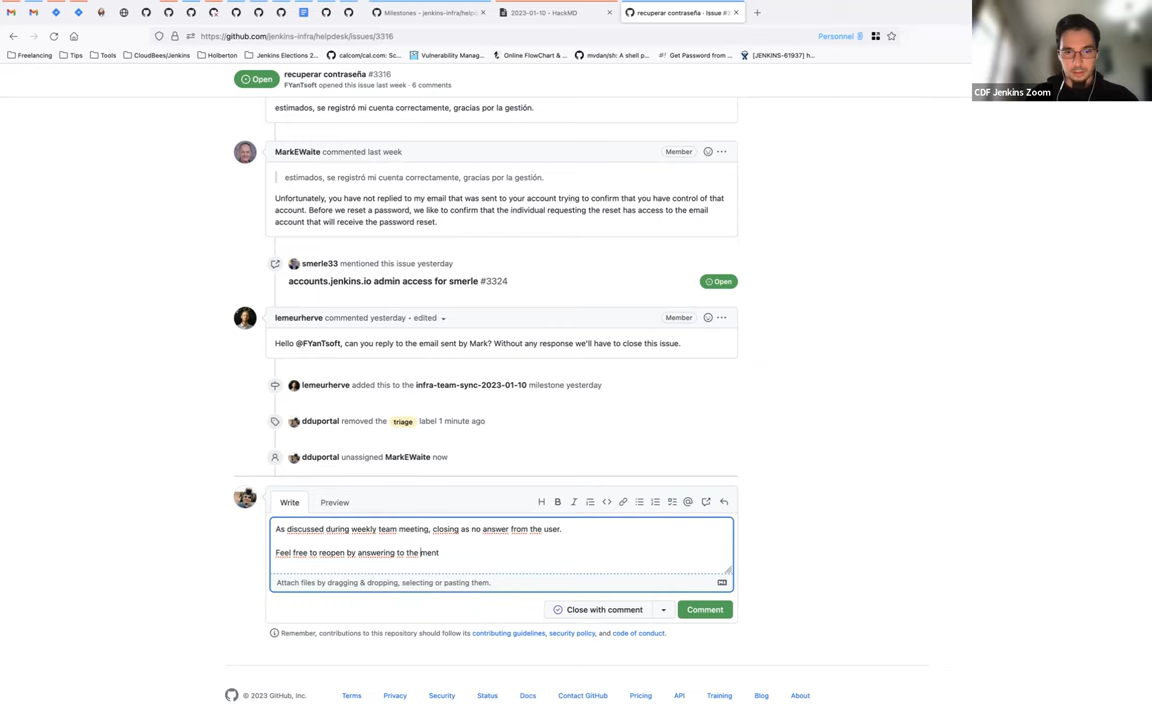 Milestones - jenkins-infra/help
2023-01-10 - HackMD
recuperar contraseña · Issue #3
https://github.com/jenkins-infra/helpdesk/issues/3316
Personnel
Freelancing
Tips
Tools
CloudBees/Jenkins
Holberton
Jenkins Elections 2...
calcom/cal.com: Sc...
Vulnerability Manag...
Online FlowChart & ...
mvdan/sh: A shell p...
Get Password from ...
[JENKINS-61937] h...
CDF Jenkins Zoom
Open
recuperar contraseña #3316
FYanTsoft opened this issue last week · 6 comments
estimados, se registró mi cuenta correctamente, gracias por la gestión.
MarkEWaite commented last week
Member
estimados, se registró mi cuenta correctamente, gracias por la gestión.
Unfortunately, you have not replied to my email that was sent to your account trying to confirm that you have control of that
account. Before we reset a password, we like to confirm that the individual requesting the reset has access to the email
account that will receive the password reset.
smerle33 mentioned this issue yesterday
accounts.jenkins.io admin access for smerle #3324
Open
lemeurherve commented yesterday • edited
Member
Hello @FYanTsoft, can you reply to the email sent by Mark? Without any response we'll have to close this issue.
lemeurherve added this to the infra-team-sync-2023-01-10 milestone yesterday
dduportal removed the triage label 1 minute ago
dduportal unassigned MarkEWaite now
Write
Preview
As discussed during weekly team meeting, closing as no answer from the user.
Feel free to reopen by answering to the ment
Attach files by dragging & dropping, selecting or pasting them.
Close with comment
Comment
Remember, contributions to this repository should follow its contributing guidelines, security policy, and code of conduct.
© 2023 GitHub, Inc.
Terms
Privacy
Security
Status
Docs
Contact GitHub
Pricing
API
Training
Blog
About